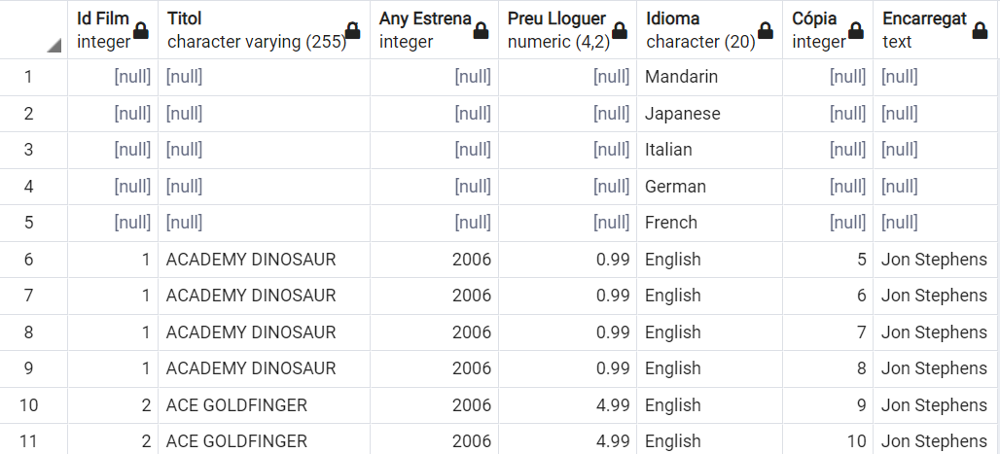 Id Film Titol Any Estrena Preu Lloguer Idioma Cópia Encarregat
integer character varying (255) integer numeric (4,2) character (20) integer text
1 [null] [null] [null] [null] Mandarin [null] [null]
2 [null] [null] [null] [null] Japanese [null] [null]
3 [null] [null] [null] [null] Italian [null] [null]
4 [null] [null] [null] [null] German [null] [null]
5 [null] [null] [null] [null] French [null] [null]
6 1 ACADEMY DINOSAUR 2006 0.99 English 5 Jon Stephens
7 1 ACADEMY DINOSAUR 2006 0.99 English 6 Jon Stephens
8 1 ACADEMY DINOSAUR 2006 0.99 English 7 Jon Stephens
9 1 ACADEMY DINOSAUR 2006 0.99 English 8 Jon Stephens
10 2 ACE GOLDFINGER 2006 4.99 English 9 Jon Stephens
11 2 ACE GOLDFINGER 2006 4.99 English 10 Jon Stephens